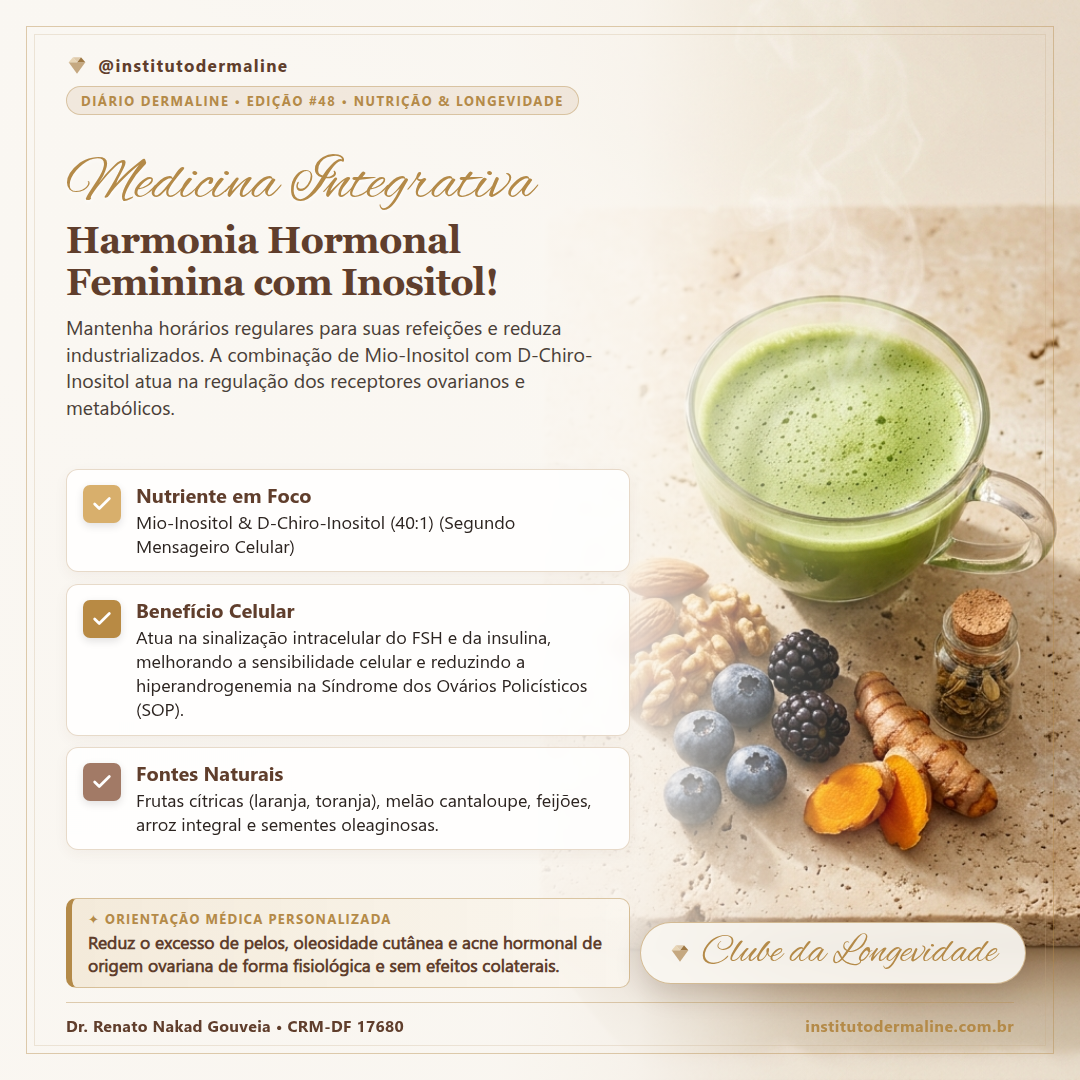 @institutodermaline
DIÁRIO DERMALINE • EDIÇÃO #48 • NUTRIÇÃO & LONGEVIDADE
Medicina Integrativa
Harmonia Hormonal
Feminina com Inositol!
Mantenha horários regulares para suas refeições e reduza
industrializados. A combinação de Mio-Inositol com D-Chiro-
Inositol atua na regulação dos receptores ovarianos e
metabólicos.
Nutriente em Foco
Mio-Inositol & D-Chiro-Inositol (40:1) (Segundo
Mensageiro Celular)
Benefício Celular
Atua na sinalização intracelular do FSH e da insulina,
melhorando a sensibilidade celular e reduzindo a
hiperandrogenemia na Síndrome dos Ovários Policísticos
(SOP).
Fontes Naturais
Frutas cítricas (laranja, toranja), melão cantaloupe, feijões,
arroz integral e sementes oleaginosas.
✦ ORIENTAÇÃO MÉDICA PERSONALIZADA
Reduz o excesso de pelos, oleosidade cutânea e acne hormonal de
origem ovariana de forma fisiológica e sem efeitos colaterais.
Clube da Longevidade
Dr. Renato Nakad Gouveia • CRM-DF 17680
institutodermaline.com.br